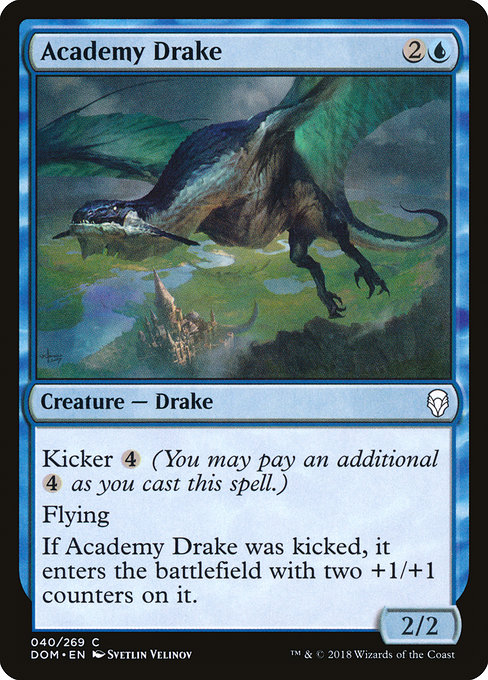 Academy Drake 2
Creature — Drake
Kicker 4 (You may pay an additional
4 as you cast this spell.)
Flying
If Academy Drake was kicked, it
enters the battlefield with two +1/+1
counters on it.
2/2
040/269 C
DOM • EN Svetlin Velinov
™ & © 2018 Wizards of the Coast